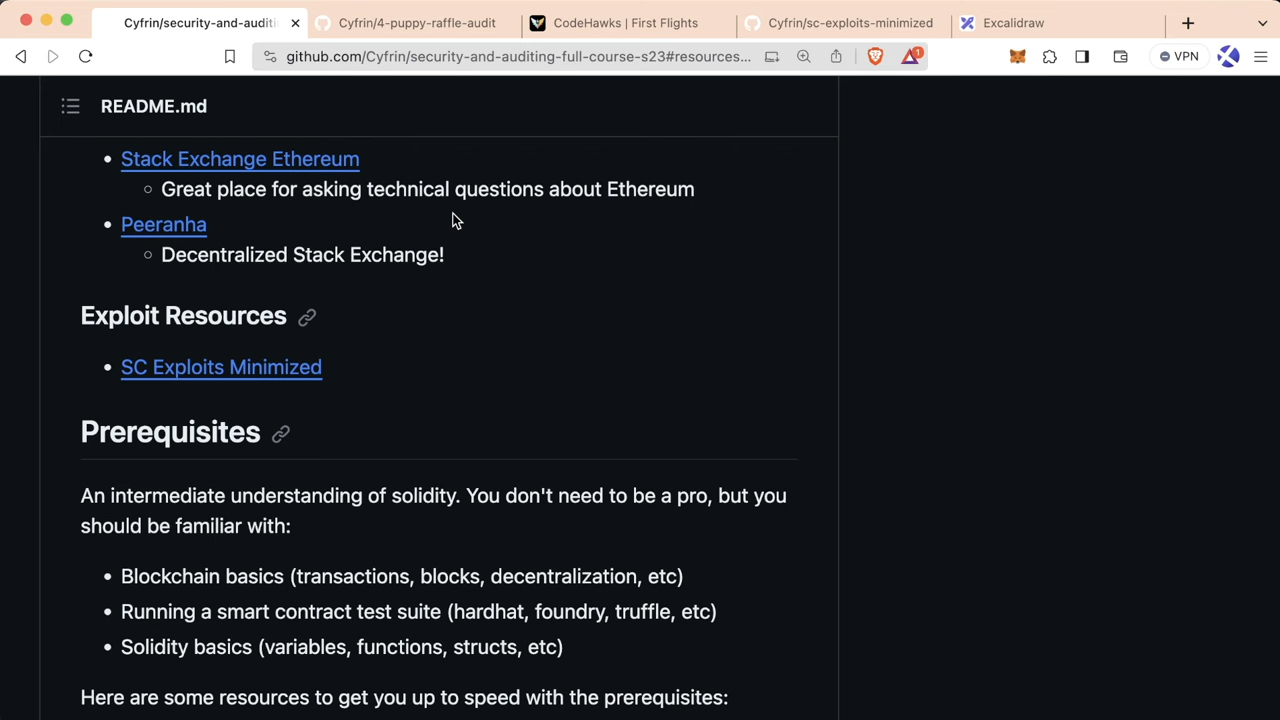 Cyfrin/security-and-auditi
Cyfrin/4-puppy-raffle-audit
CodeHawks | First Flights
Cyfrin/sc-exploits-minimized
Excalidraw
github.com/Cyfrin/security-and-auditing-full-course-s23#resources...
1
VPN
README.md
• Stack Exchange Ethereum
◦ Great place for asking technical questions about Ethereum
• Peeranha
◦ Decentralized Stack Exchange!
Exploit Resources
• SC Exploits Minimized
Prerequisites
An intermediate understanding of solidity. You don't need to be a pro, but you
should be familiar with:
• Blockchain basics (transactions, blocks, decentralization, etc)
• Running a smart contract test suite (hardhat, foundry, truffle, etc)
• Solidity basics (variables, functions, structs, etc)
Here are some resources to get you up to speed with the prerequisites: